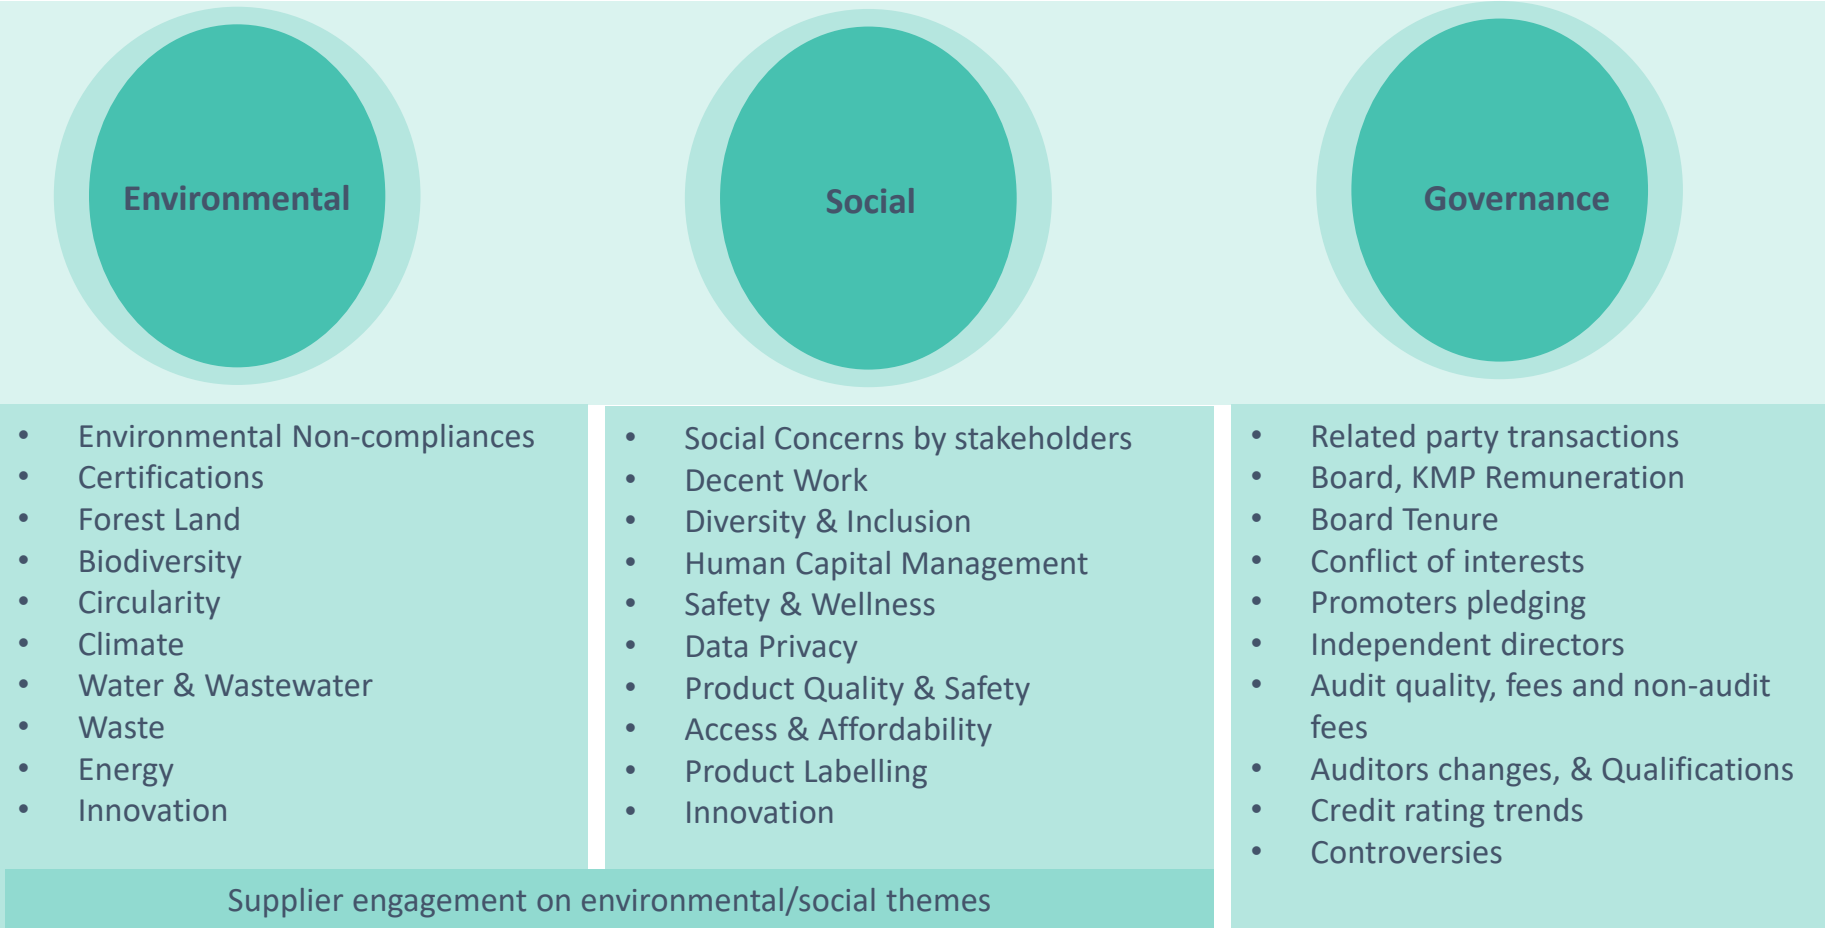 Environmental
Social
Governance
• Environmental Non-compliances
• Certifications
• Forest Land
• Biodiversity
• Circularity
• Climate
• Water & Wastewater
• Waste
• Energy
• Innovation
• Social Concerns by stakeholders
• Decent Work
• Diversity & Inclusion
• Human Capital Management
• Safety & Wellness
• Data Privacy
• Product Quality & Safety
• Access & Affordability
• Product Labelling
• Innovation
Supplier engagement on environmental/social themes
• Related party transactions
• Board, KMP Remuneration
• Board Tenure
• Conflict of interests
• Promoters pledging
• Independent directors
• Audit quality, fees and non-audit
fees
• Auditors changes, & Qualifications
• Credit rating trends
• Controversies